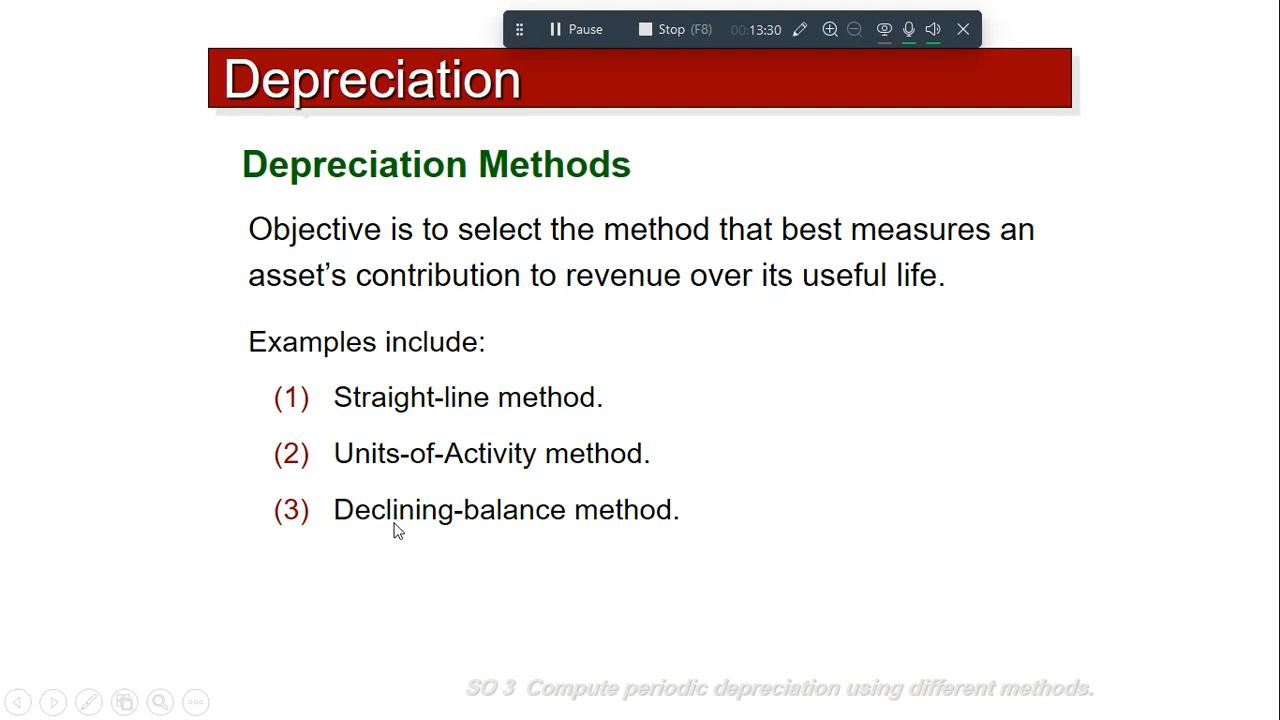 Pause Stop (F8) 00:13:30
Depreciation
Depreciation Methods
Objective is to select the method that best measures an
asset’s contribution to revenue over its useful life.
Examples include:
(1) Straight-line method.
(2) Units-of-Activity method.
(3) Declining-balance method.
SO 3 Compute periodic depreciation using different methods.